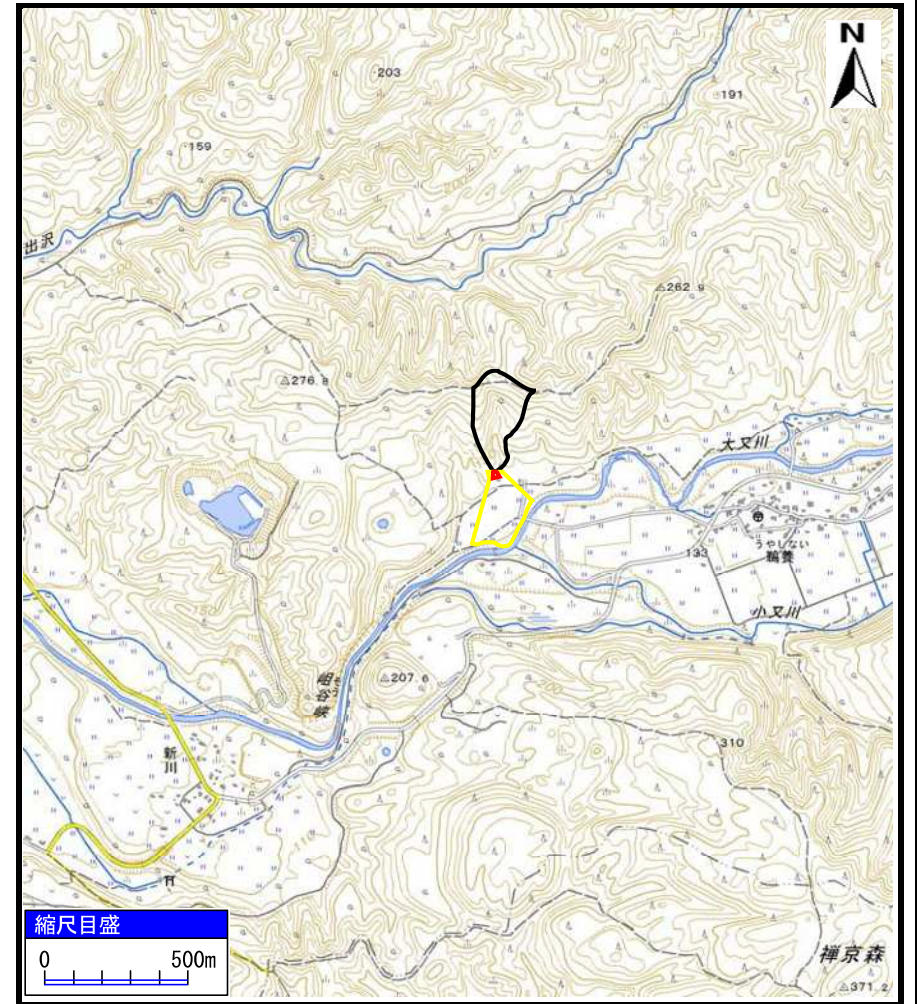 N
203
191
159
出沢
262.9
276.8
大又川
うやしない
鵜養
133
小又川
岨谷峡
207.6
新川
310
縮尺目盛
0 500m
禅京森
371.2